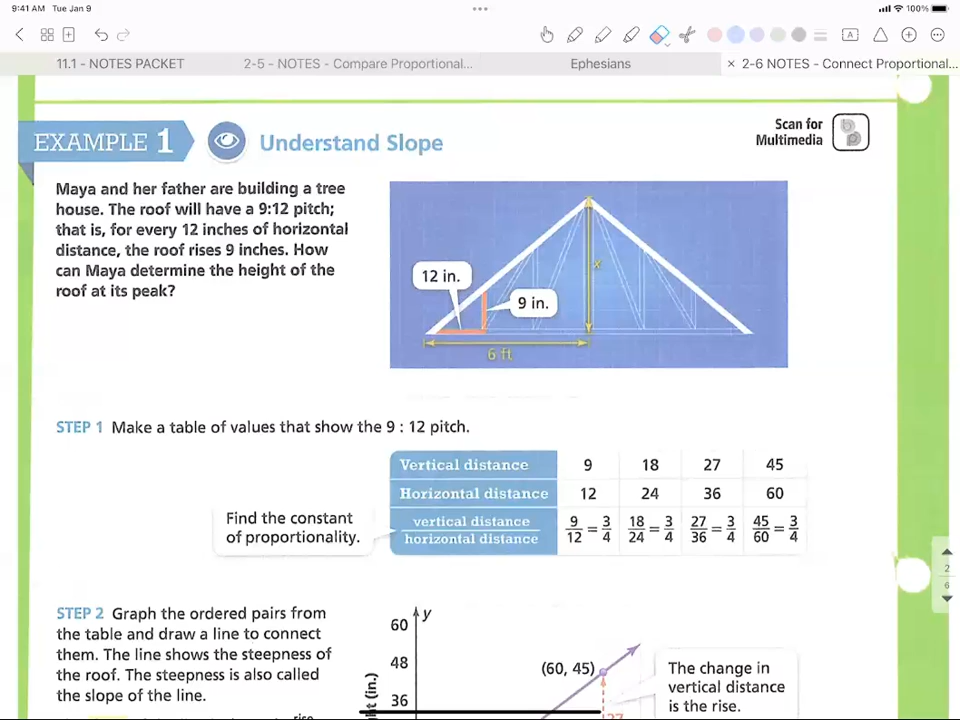 9:41 AM Tue Jan 9
100%
11.1 - NOTES PACKET
2-5 - NOTES - Compare Proportional...
Ephesians
× 2-6 NOTES - Connect Proportional...
EXAMPLE 1
Understand Slope
Scan for
Multimedia
Maya and her father are building a tree
house. The roof will have a 9:12 pitch;
that is, for every 12 inches of horizontal
distance, the roof rises 9 inches. How
can Maya determine the height of the
roof at its peak?
12 in.
9 in.
x
6 ft
STEP 1 Make a table of values that show the 9 : 12 pitch.
Vertical distance 9 18 27 45
Horizontal distance 12 24 36 60
vertical distance
horizontal distance
9/12 = 3/4 18/24 = 3/4 27/36 = 3/4 45/60 = 3/4
Find the constant
of proportionality.
2
6
STEP 2 Graph the ordered pairs from
the table and draw a line to connect
them. The line shows the steepness of
the roof. The steepness is also called
the slope of the line.
rise
y
60
48
36
(60, 45)
The change in
vertical distance
is the rise.
27